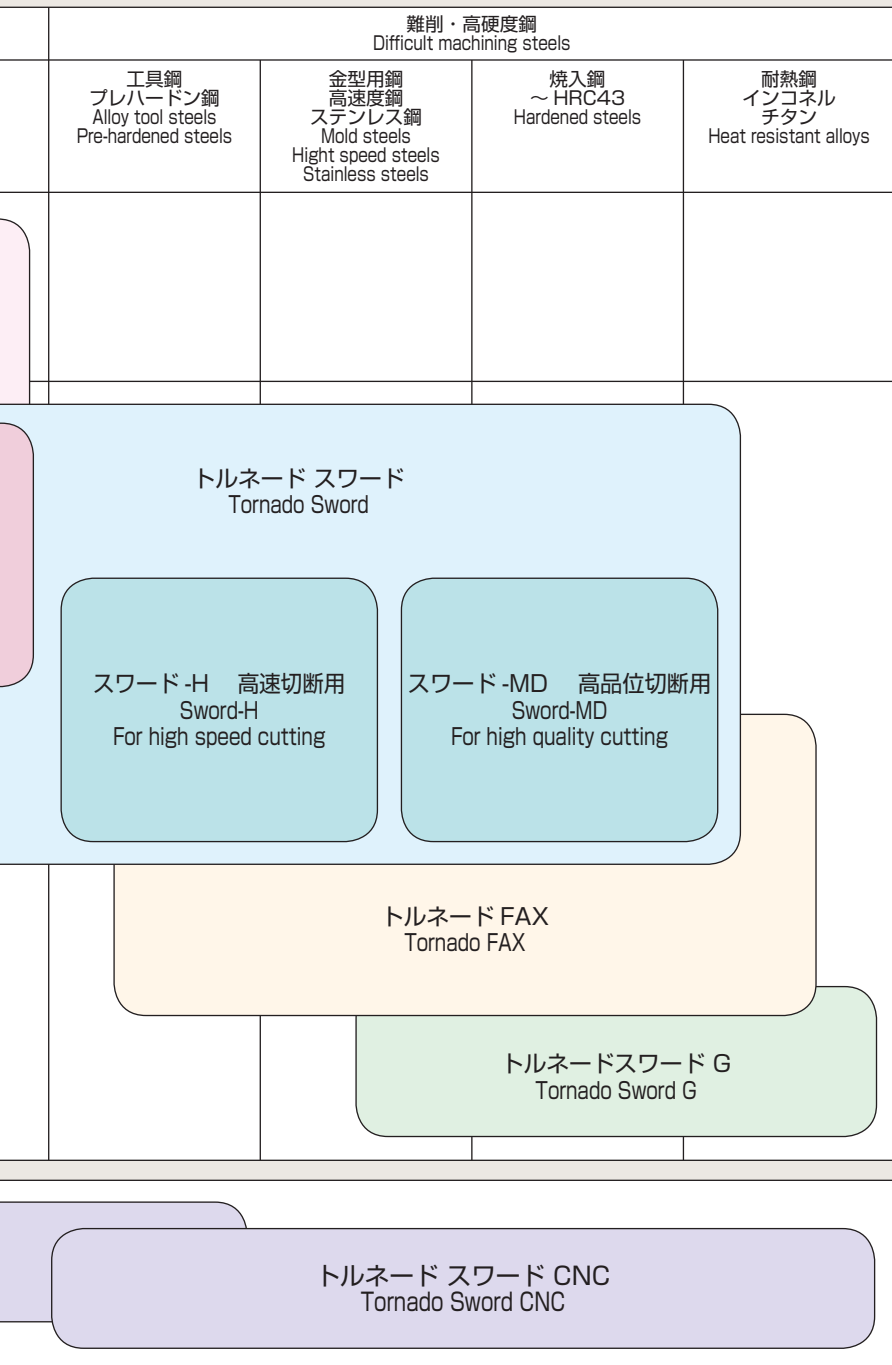 難削・高硬度鋼
Difficult machining steels
工具鋼
プレハードン鋼
Alloy tool steels
Pre-hardened steels
金型用鋼
高速度鋼
ステンレス鋼
Mold steels
Hight speed steels
Stainless steels
焼入鋼
～HRC43
Hardened steels
耐熱鋼
インコネル
チタン
Heat resistant alloys
トルネード スワード
Tornado Sword
スワード-H　高速切断用
Sword-H
For high speed cutting
スワード-MD　高品位切断用
Sword-MD
For high quality cutting
トルネード FAX
Tornado FAX
トルネードスワード G
Tornado Sword G
トルネード スワード CNC
Tornado Sword CNC